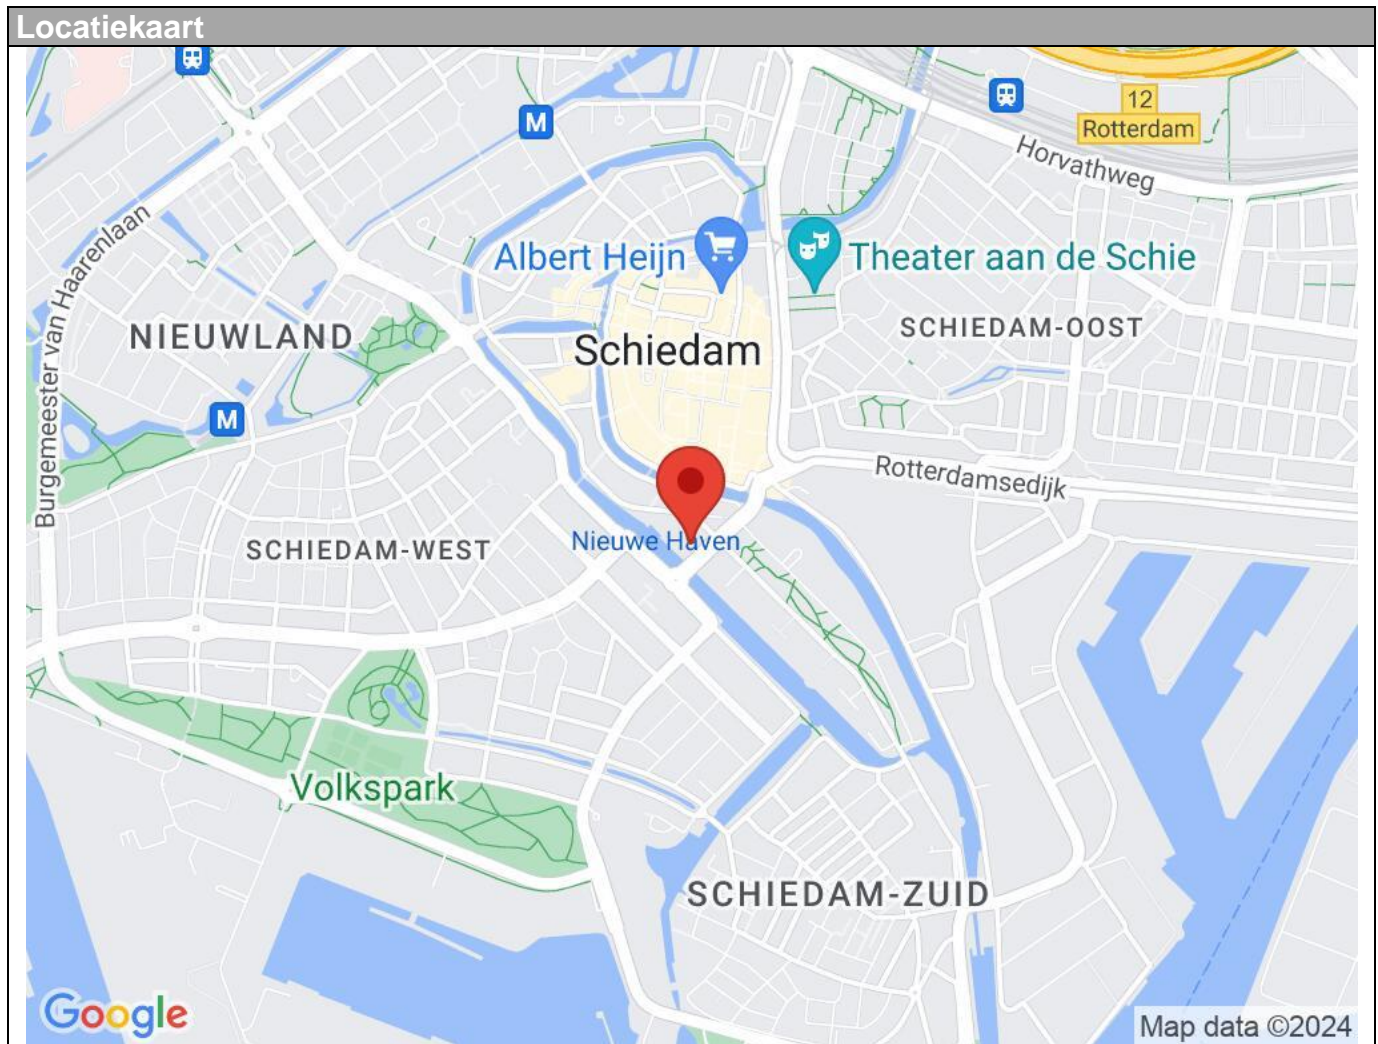 Locatiekaart
M
12
Rotterdam
Horvathweg
Burgemeester van Haarenlaan
Albert Heijn
Theater aan de Schie
NIEUWLAND
SCHIEDAM-OOST
Schiedam
M
Rotterdamsedijk
Nieuwe Haven
SCHIEDAM-WEST
Volkspark
SCHIEDAM-ZUID
Google
Map data ©2024